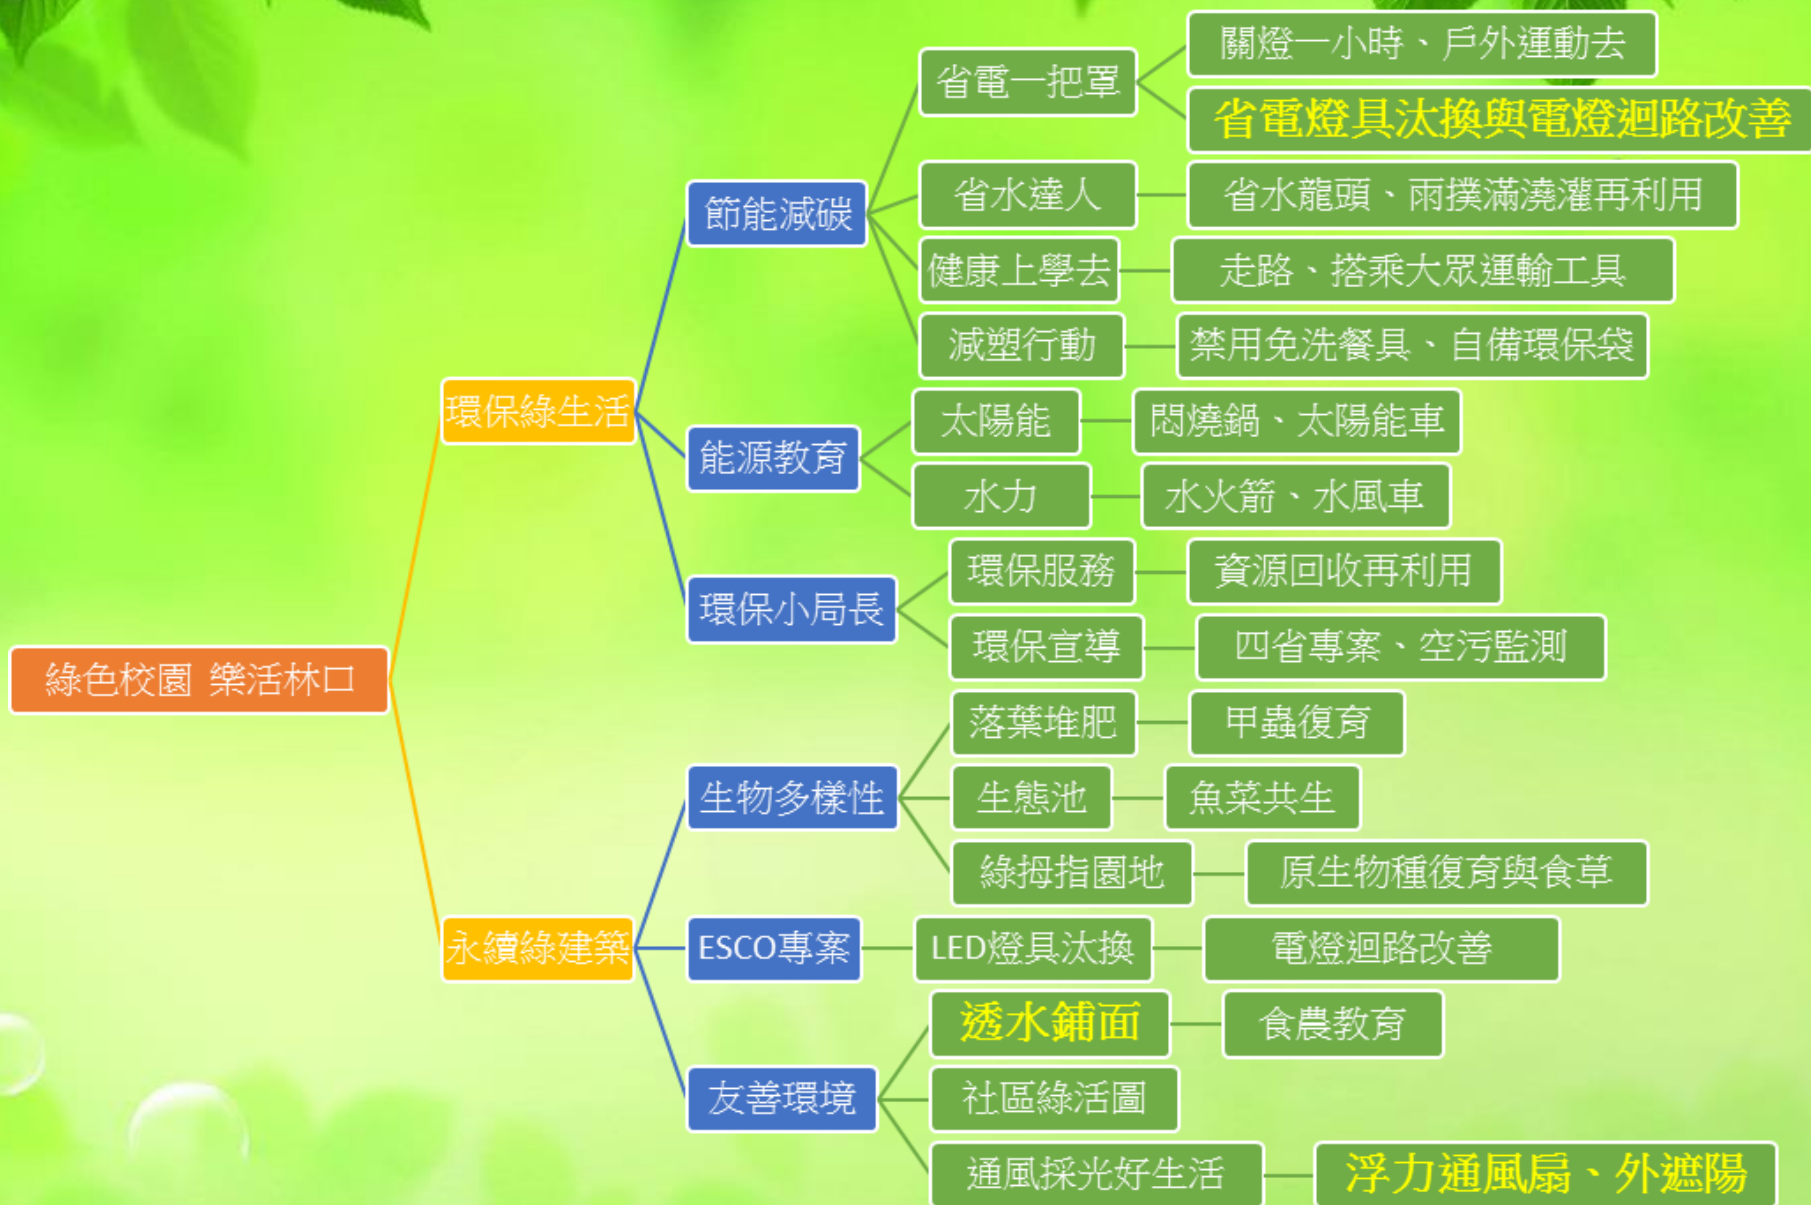 關燈一小時、戶外運動去
省電一把罩
省電燈具汰換與電燈迴路改善
節能減碳
省水達人
省水龍頭、雨撲滿澆灌再利用
健康上學去
走路、搭乘大眾運輸工具
減塑行動
禁用免洗餐具、自備環保袋
環保綠生活
太陽能
悶燒鍋、太陽能車
能源教育
水力
水火箭、水風車
環保服務
資源回收再利用
環保小局長
環保宣導
四省專案、空污監測
綠色校園 樂活林口
落葉堆肥
甲蟲復育
生物多樣性
生態池
魚菜共生
綠拇指園地
原生物種復育與食草
永續綠建築
ESCO專案
LED燈具汰換
電燈迴路改善
透水鋪面
食農教育
友善環境
社區綠活圖
通風採光好生活
浮力通風扇、外遮陽